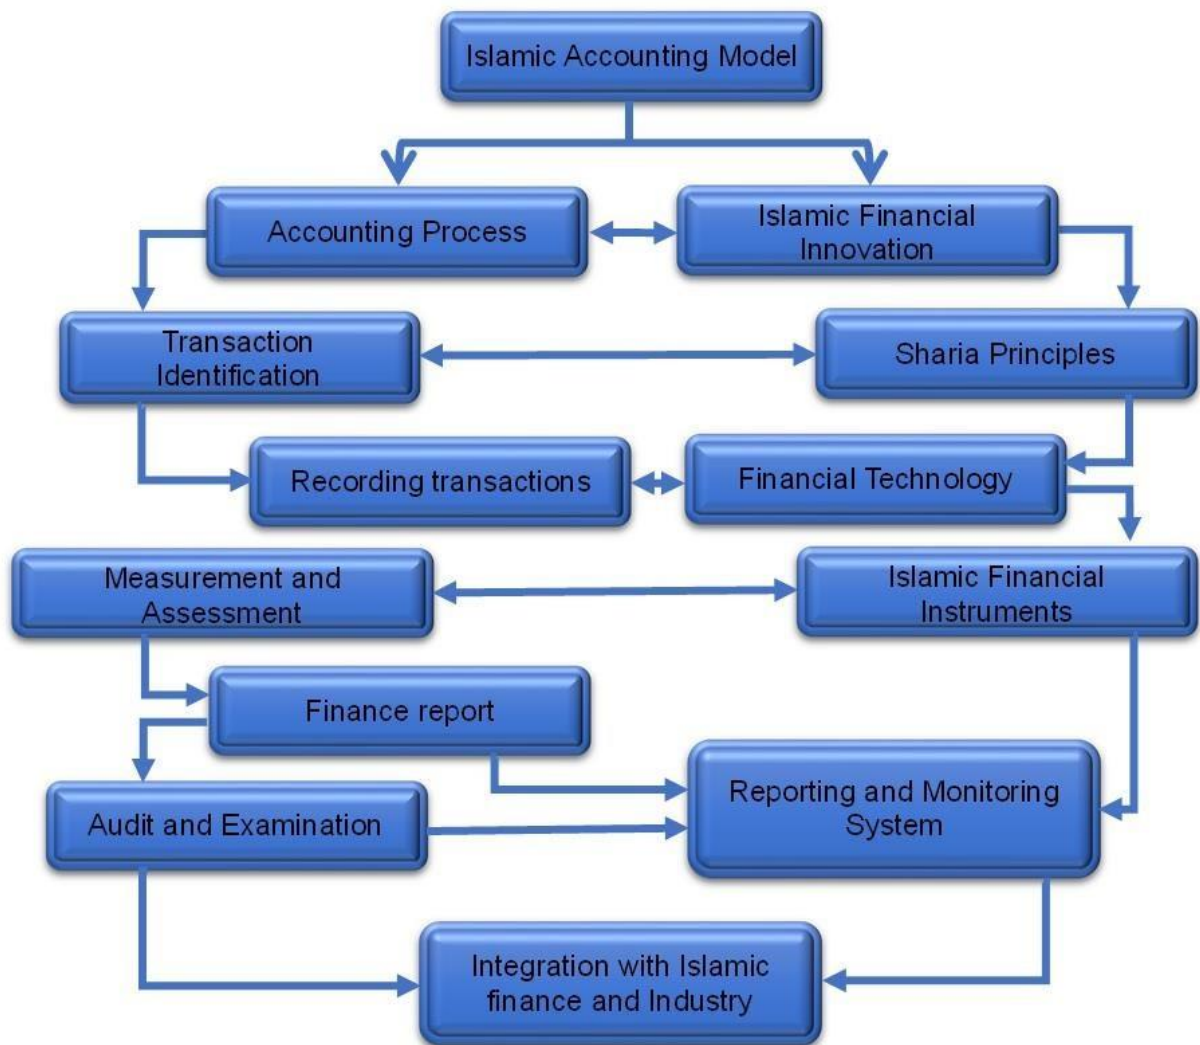 Islamic Accounting Model
Accounting Process
Islamic Financial
Innovation
Transaction
Identification
Sharia Principles
Recording transactions
Financial Technology
Measurement and
Assessment
Islamic Financial
Instruments
Finance report
Reporting and Monitoring
System
Audit and Examination
Integration with Islamic
finance and Industry